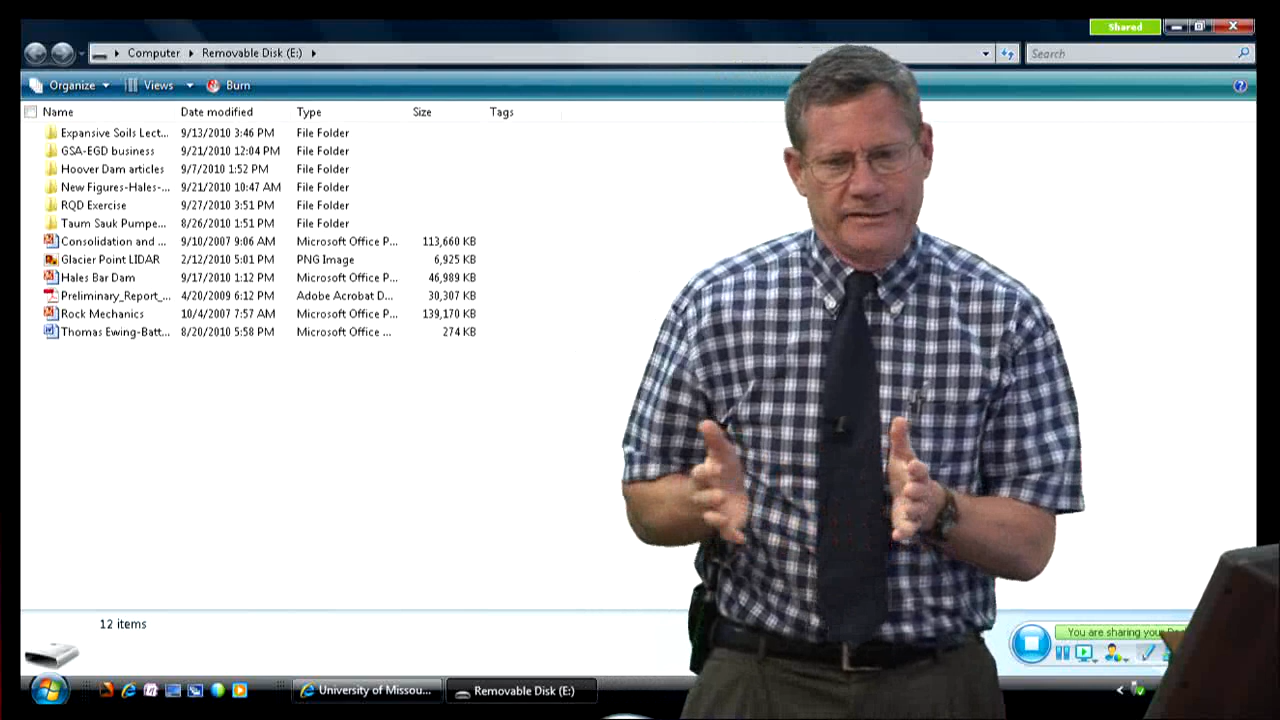 Shared
Computer Removable Disk (E:)
Search
Organize Views Burn
Name Date modified Type Size Tags
Expansive Soils Lect... 9/13/2010 3:46 PM File Folder
GSA-EGD business 9/21/2010 12:04 PM File Folder
Hoover Dam articles 9/7/2010 1:52 PM File Folder
New Figures-Hales-... 9/21/2010 10:47 AM File Folder
RQD Exercise 9/27/2010 3:51 PM File Folder
Taum Sauk Pumpe... 8/26/2010 1:51 PM File Folder
Consolidation and ... 9/10/2007 9:06 AM Microsoft Office P... 113,660 KB
Glacier Point LIDAR 2/12/2010 5:01 PM PNG Image 6,925 KB
Hales Bar Dam 9/17/2010 1:12 PM Microsoft Office P... 46,989 KB
Preliminary_Report_... 4/20/2009 6:12 PM Adobe Acrobat D... 30,307 KB
Rock Mechanics 10/4/2007 7:57 AM Microsoft Office P... 139,170 KB
Thomas Ewing-Batt... 8/20/2010 5:58 PM Microsoft Office ... 274 KB
12 items
You are sharing your
University of Missou... Removable Disk (E:)